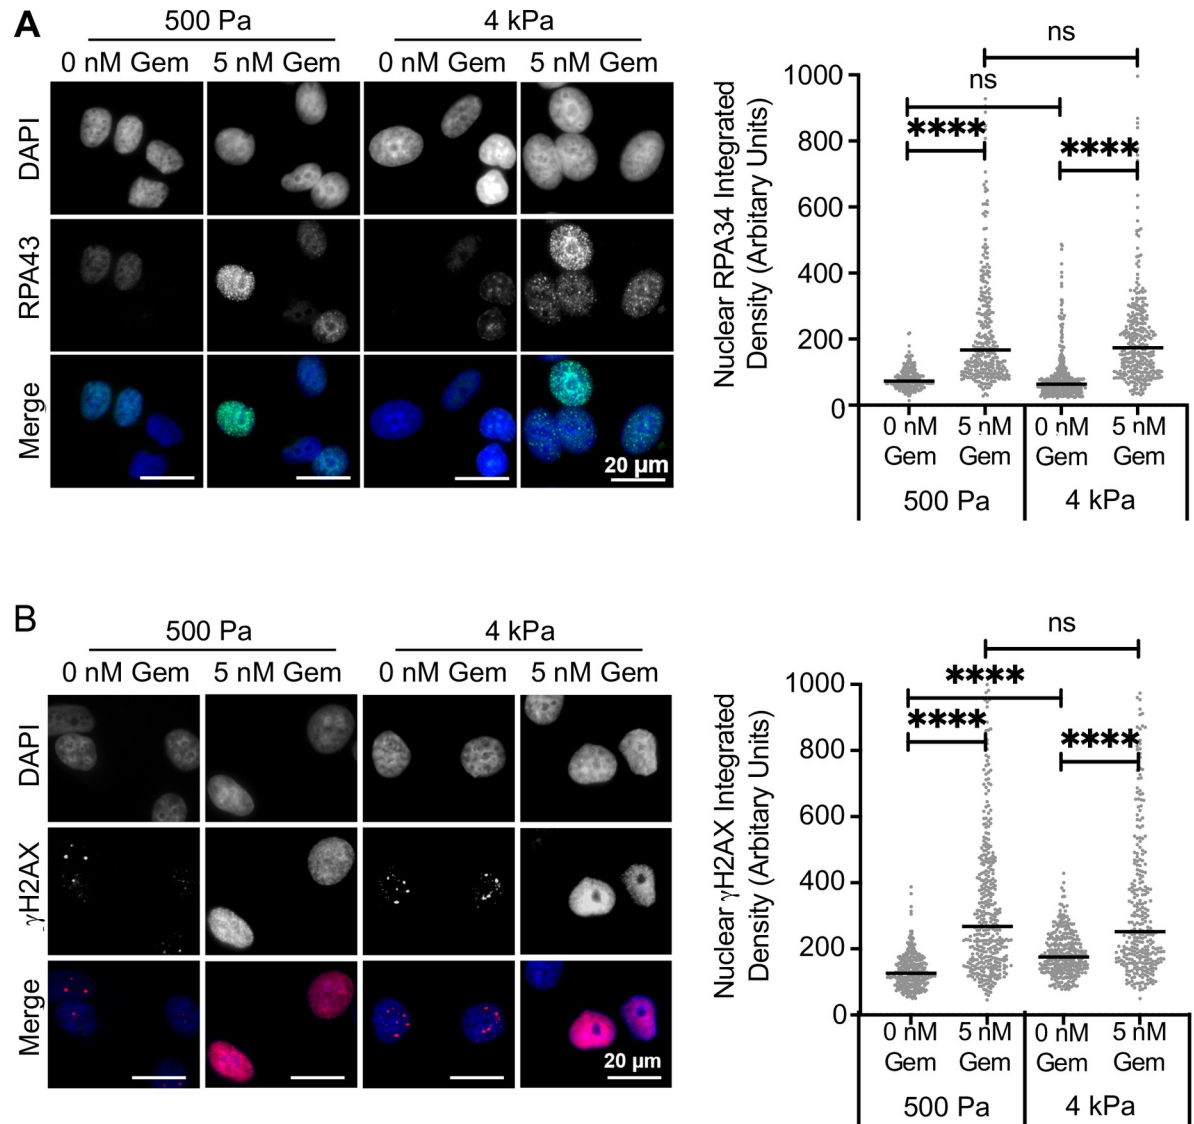 A
500 Pa
4 kPa
0 nM Gem
5 nM Gem
0 nM Gem
5 nM Gem
DAPI
RPA43
Merge
20 µm
Nuclear RPA34 Integrated
Density (Arbitary Units)
ns
ns
****
****
1000
800
600
400
200
0
0 nM
Gem
5 nM
Gem
0 nM
Gem
5 nM
Gem
500 Pa
4 kPa
B
500 Pa
4 kPa
0 nM Gem
5 nM Gem
0 nM Gem
5 nM Gem
DAPI
γH2AX
Merge
20 µm
Nuclear γH2AX Integrated
Density (Arbitary Units)
ns
****
****
****
1000
800
600
400
200
0
0 nM
Gem
5 nM
Gem
0 nM
Gem
5 nM
Gem
500 Pa
4 kPa